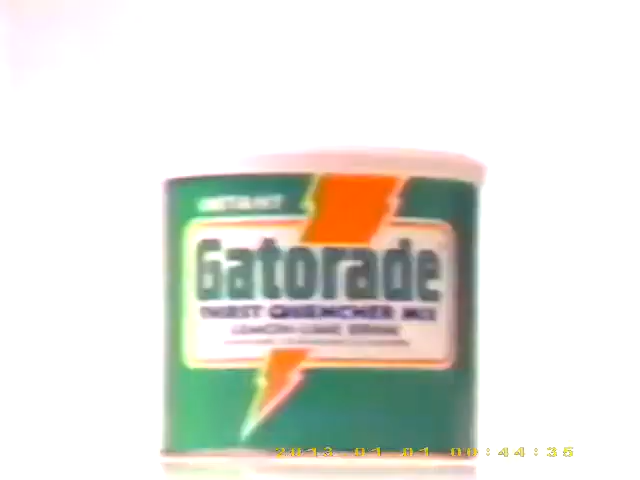 INSTANT
Gatorade
THIRST QUENCHER MIX
LEMON-LIME DRINK
2013 01 01 00:44:35